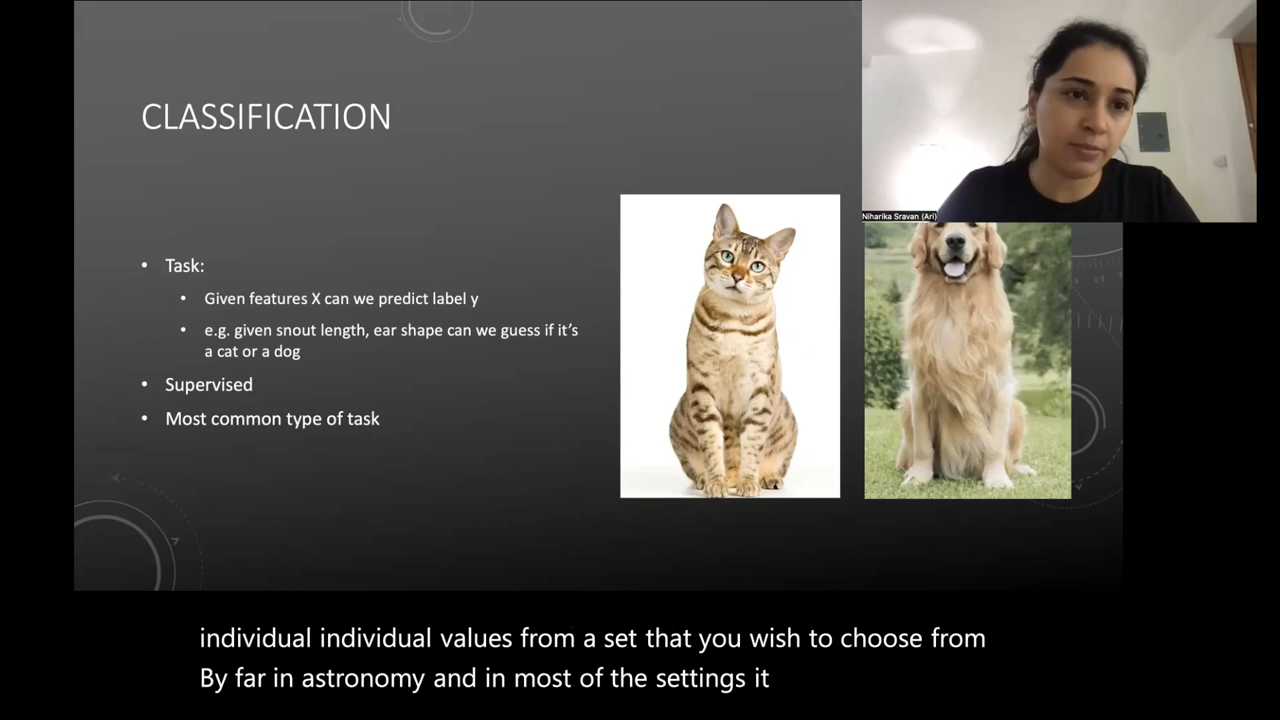 CLASSIFICATION
• Task:
• Given features X can we predict label y
• e.g. given snout length, ear shape can we guess if it's
a cat or a dog
• Supervised
• Most common type of task
Niharika Sravan (Ari)
individual individual values from a set that you wish to choose from
By far in astronomy and in most of the settings it